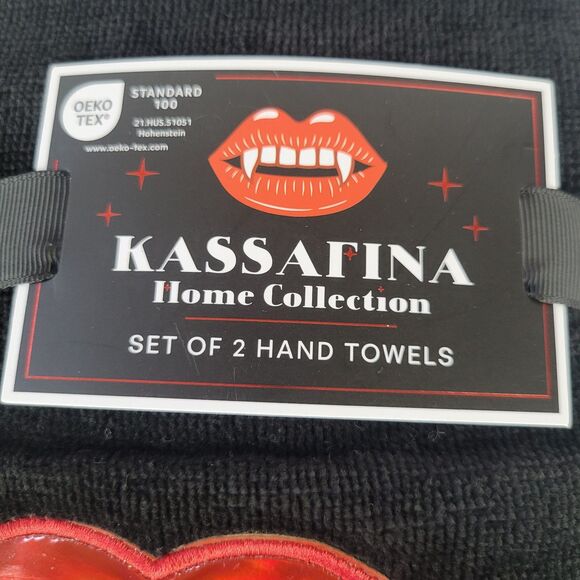 OEKO
TEX®
STANDARD
100
21.HUS.51051
Hohenstein
www.oeko-tex.com
KASSAFINA
Home Collection
SET OF 2 HAND TOWELS